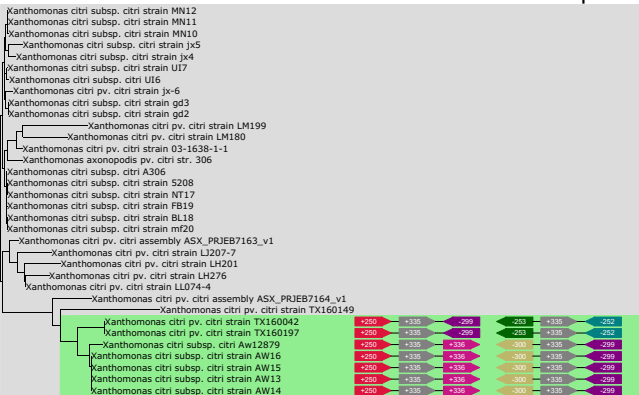 Xanthomonas citri subsp. citri strain MN12
Xanthomonas citri subsp. citri strain MN11
Xanthomonas citri subsp. citri strain MN10
Xanthomonas citri subsp. citri strain jx5
Xanthomonas citri subsp. citri strain jx4
Xanthomonas citri subsp. citri strain UI7
Xanthomonas citri subsp. citri UI6
Xanthomonas citri pv. citri strain jx-6
Xanthomonas citri subsp. citri strain gd3
Xanthomonas citri subsp. citri strain gd2
Xanthomonas citri pv. citri strain LM199
Xanthomonas citri pv. citri strain LM180
Xanthomonas citri pv. citri strain 03-1638-1-1
Xanthomonas axonopodis pv. citri str. 306
Xanthomonas citri subsp. citri A306
Xanthomonas citri subsp. citri strain 5208
Xanthomonas citri subsp. citri strain NT17
Xanthomonas citri subsp. citri strain FB19
Xanthomonas citri subsp. citri strain BL18
Xanthomonas citri subsp. citri strain mf20
Xanthomonas citri pv. citri assembly ASX_PRJEB7163_v1
Xanthomonas citri pv. citri strain LJ207-7
Xanthomonas citri pv. citri strain LH201
Xanthomonas citri pv. citri strain LH276
Xanthomonas citri pv. citri strain LL074-4
Xanthomonas citri pv. citri assembly ASX_PRJEB7164_v1
Xanthomonas citri pv. citri strain TX160149
Xanthomonas citri pv. citri strain TX160042 +250 +335 -299 -253 +335 -252
Xanthomonas citri pv. citri strain TX160197 +250 +335 -299 -253 +335 -252
Xanthomonas citri subsp. citri Aw12879 +250 +335 +336 -300 +335 -299
Xanthomonas citri subsp. citri strain AW16 +250 +335 +336 -300 +335 -299
Xanthomonas citri subsp. citri strain AW15 +250 +335 +336 -300 +335 -299
Xanthomonas citri subsp. citri strain AW13 +250 +335 +336 -300 +335 -299
Xanthomonas citri subsp. citri strain AW14 +250 +335 +336 -300 +335 -299